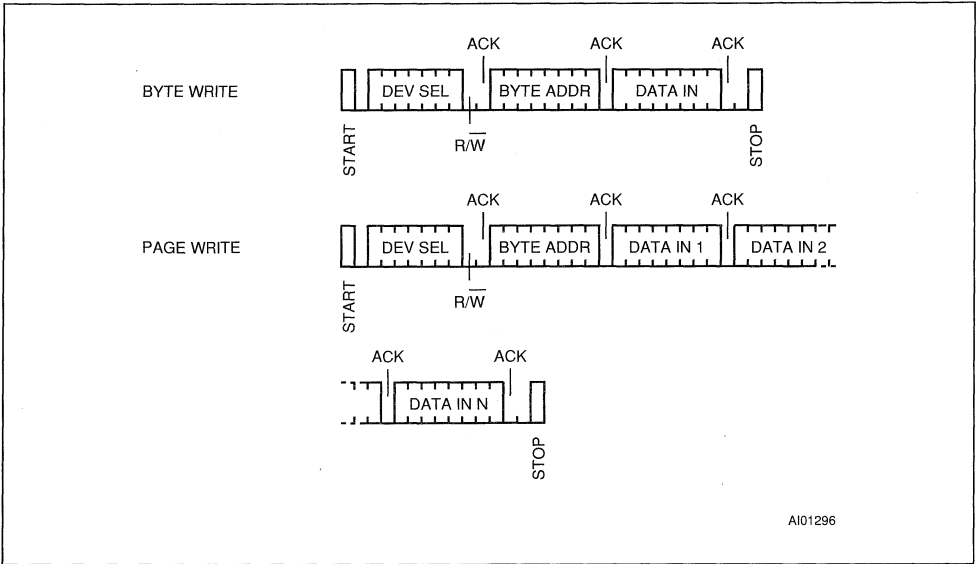 ACK ACK ACK
BYTE WRITE DEV SEL BYTE ADDR DATA IN
START R/W STOP
ACK ACK ACK
PAGE WRITE DEV SEL BYTE ADDR DATA IN 1 DATA IN 2
START R/W
ACK ACK
DATA IN N
STOP
AI01296